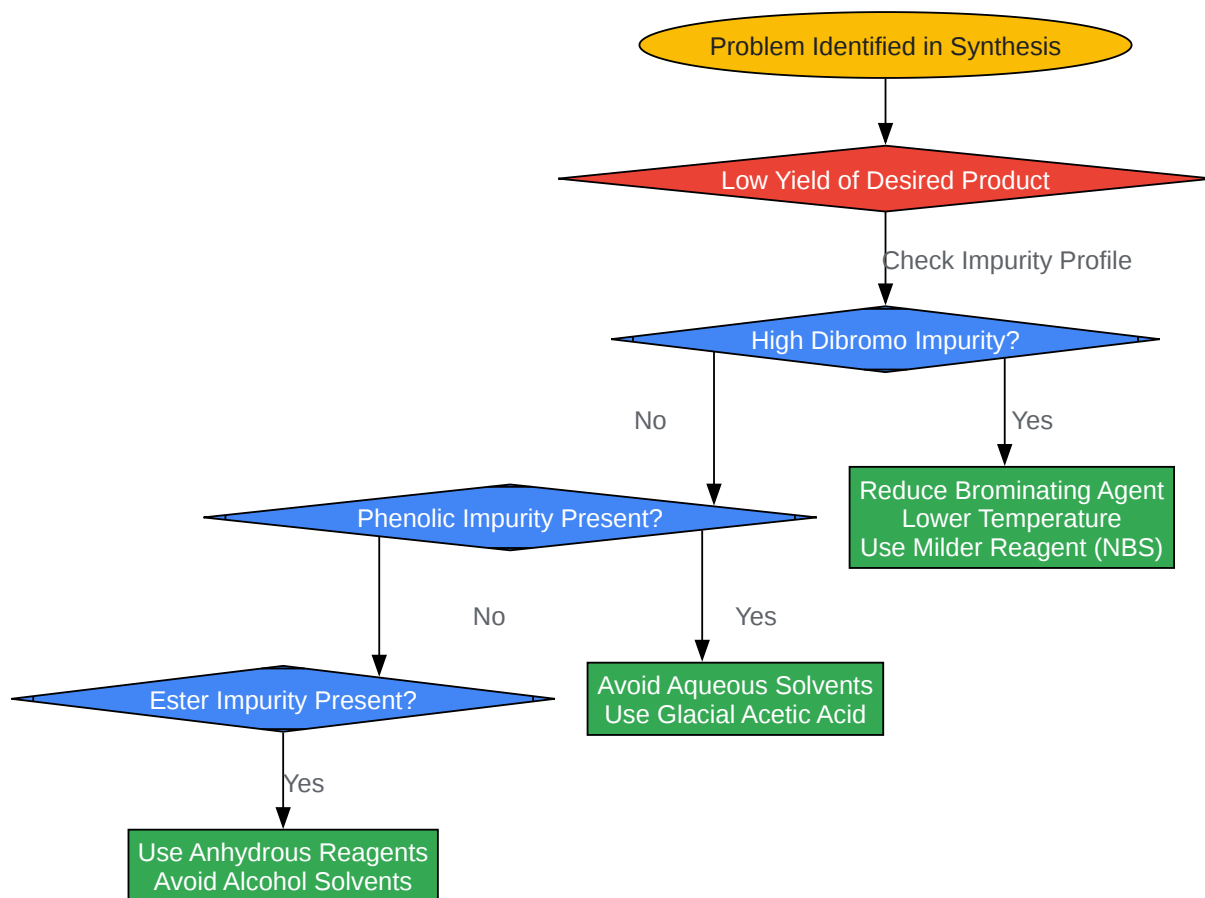 Problem Identified in Synthesis
Low Yield of Desired Product
Check Impurity Profile
High Dibromo Impurity?
No
Yes
Reduce Brominating Agent
Lower Temperature
Use Milder Reagent (NBS)
Phenolic Impurity Present?
No
Yes
Avoid Aqueous Solvents
Use Glacial Acetic Acid
Ester Impurity Present?
Yes
Use Anhydrous Reagents
Avoid Alcohol Solvents